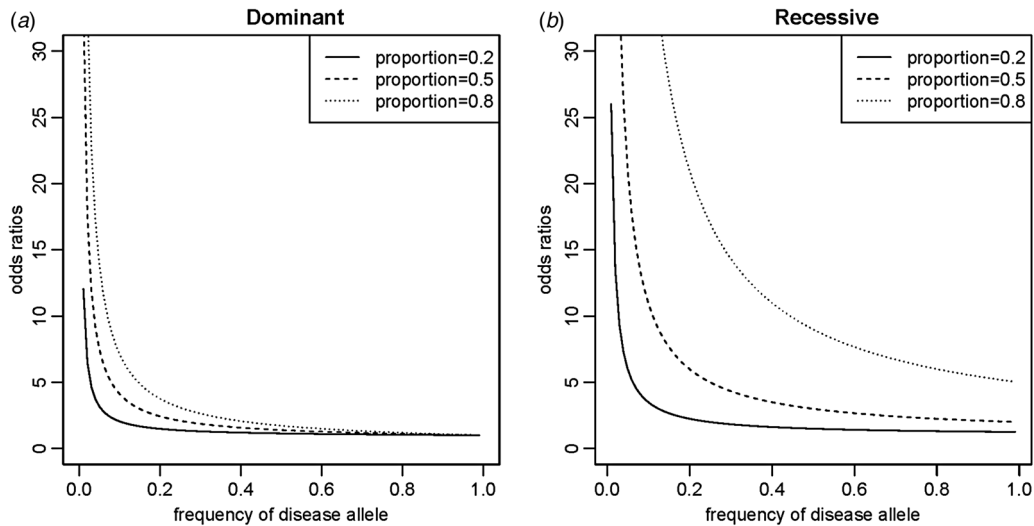 (a)
Dominant
proportion=0.2
proportion=0.5
proportion=0.8
odds ratios
30
25
20
15
10
5
0
0.0 0.2 0.4 0.6 0.8 1.0
frequency of disease allele
(b)
Recessive
proportion=0.2
proportion=0.5
proportion=0.8
odds ratios
30
25
20
15
10
5
0
0.0 0.2 0.4 0.6 0.8 1.0
frequency of disease allele